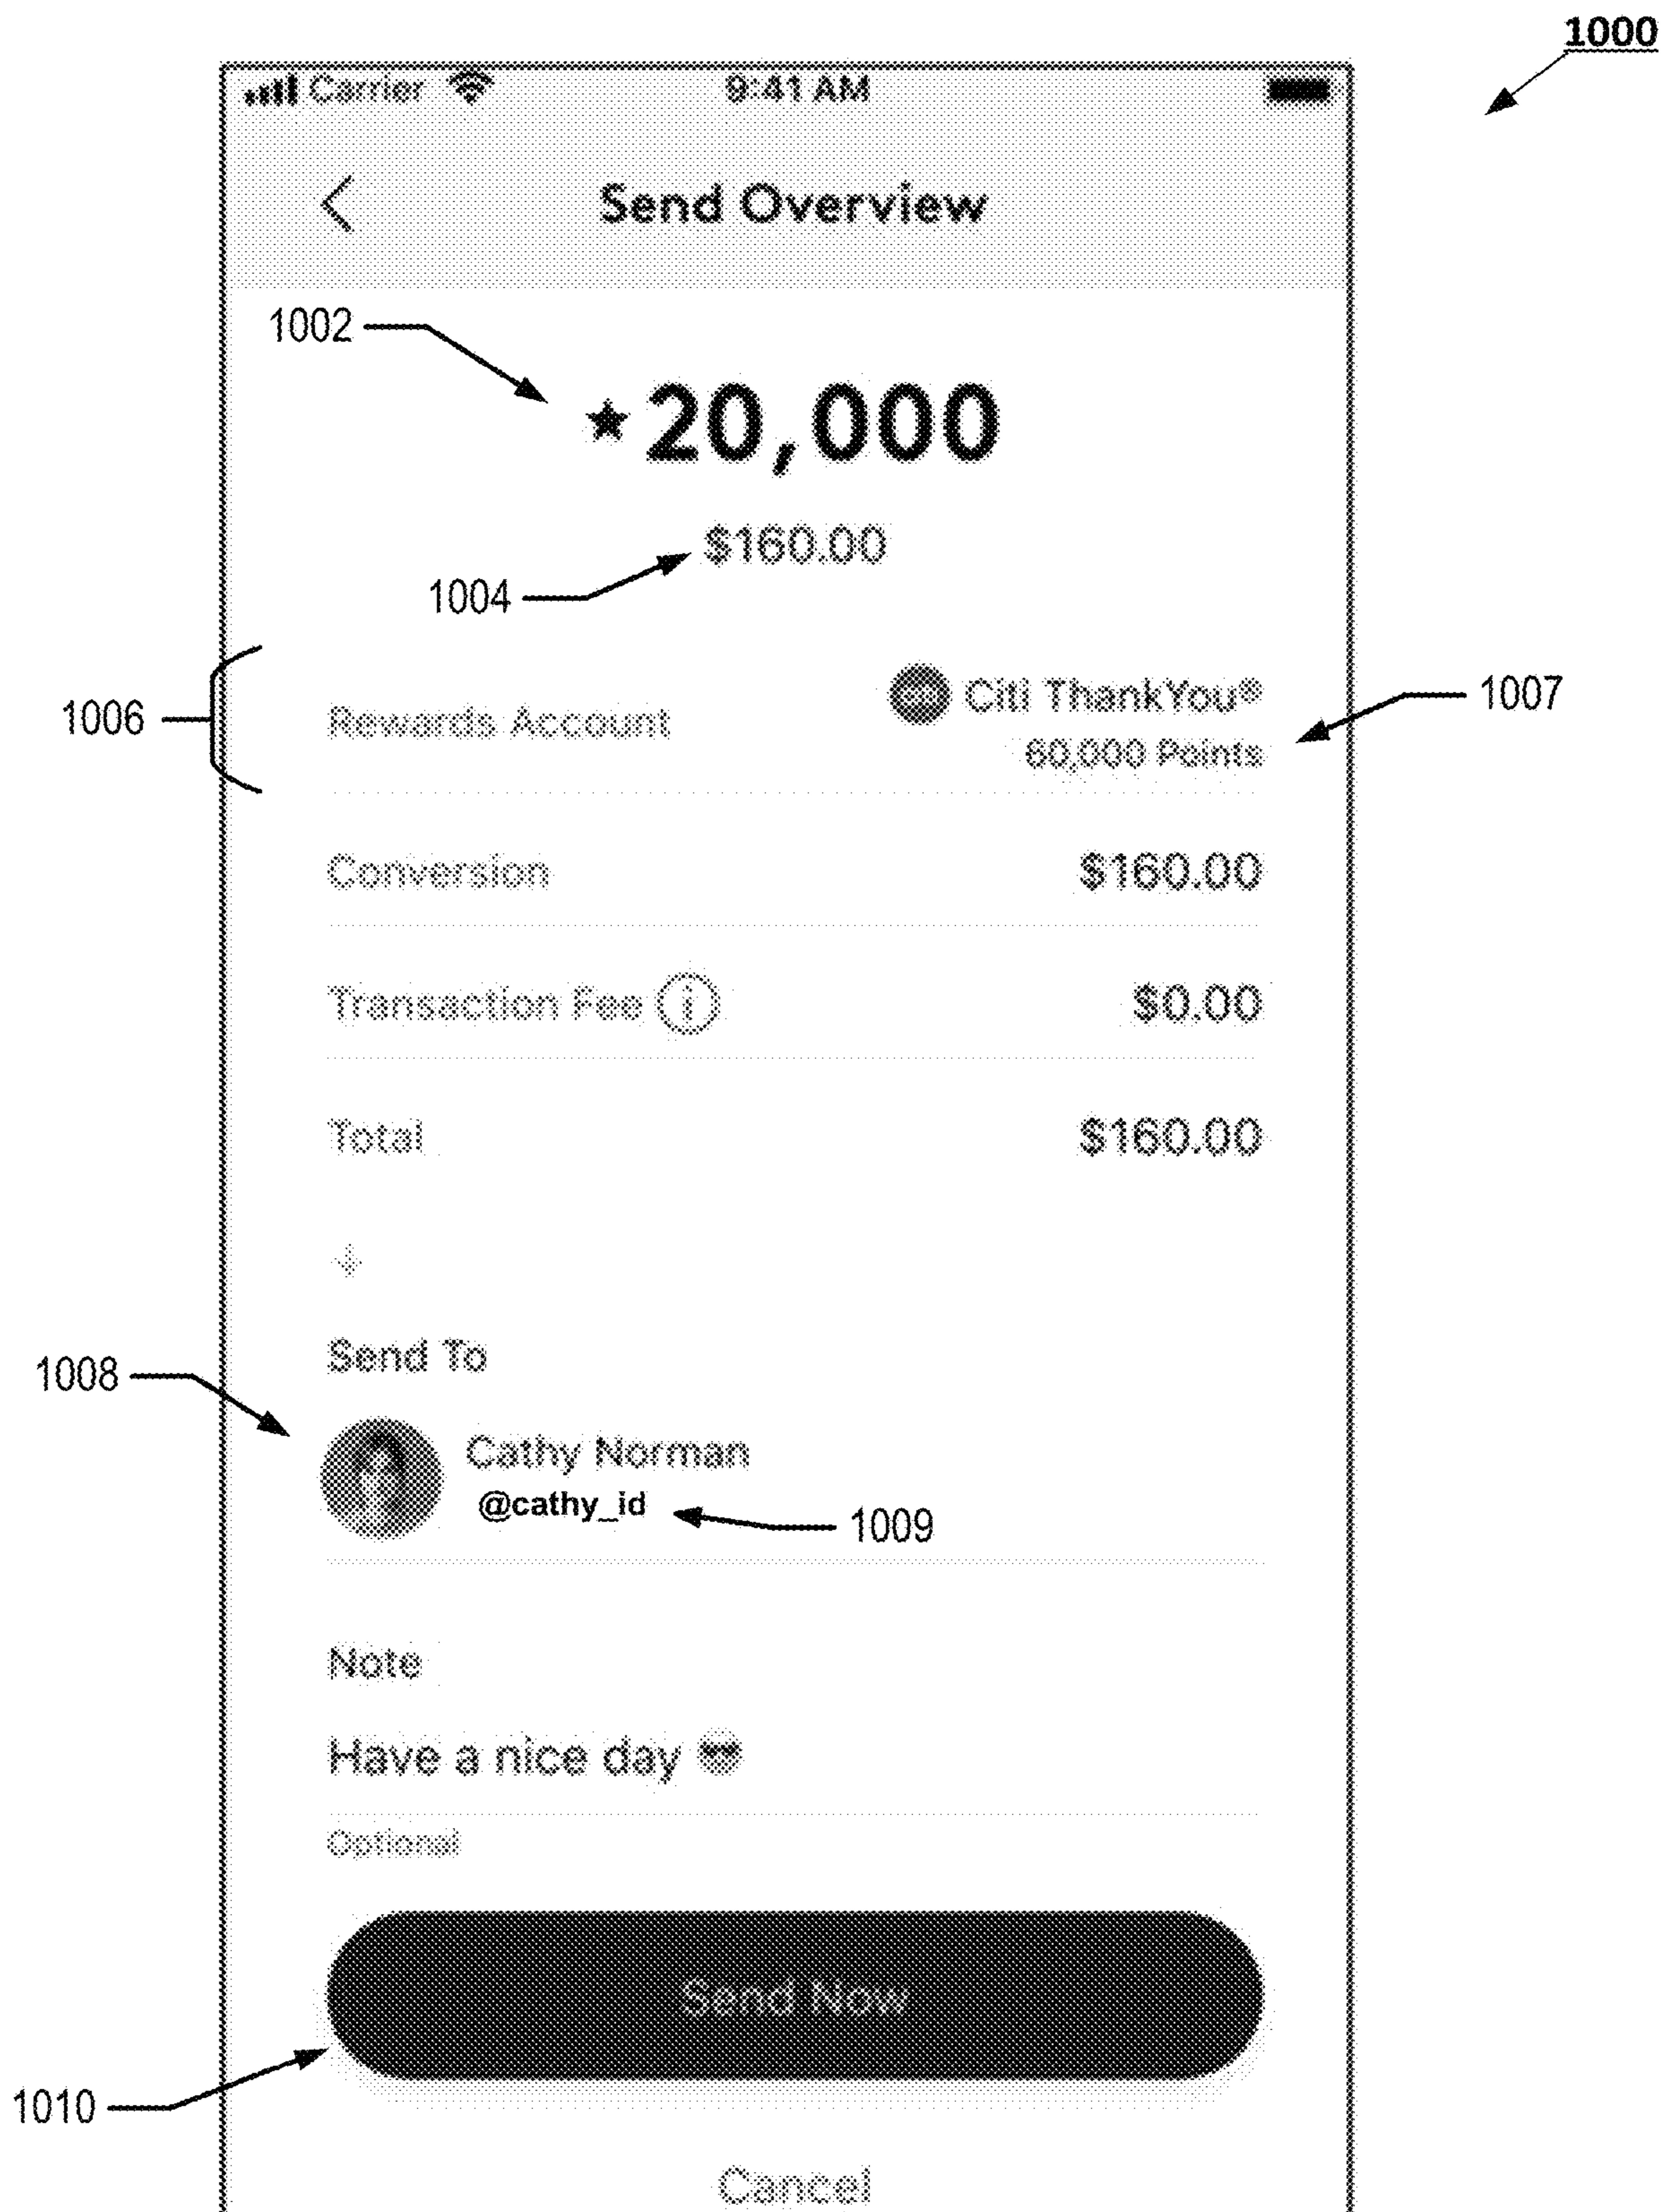 1000
Carrier 9:41 AM
Send Overview
1002
★20,000
$160.00
1004
1006
Rewards Account
Citi ThankYou®
60,000 Points
1007
Conversion $160.00
Transaction Fee i $0.00
Total $160.00
Send To
1008
Cathy Norman
@cathy_id
1009
Note
Have a nice day 😎
Optional
Send Now
1010
Cancel